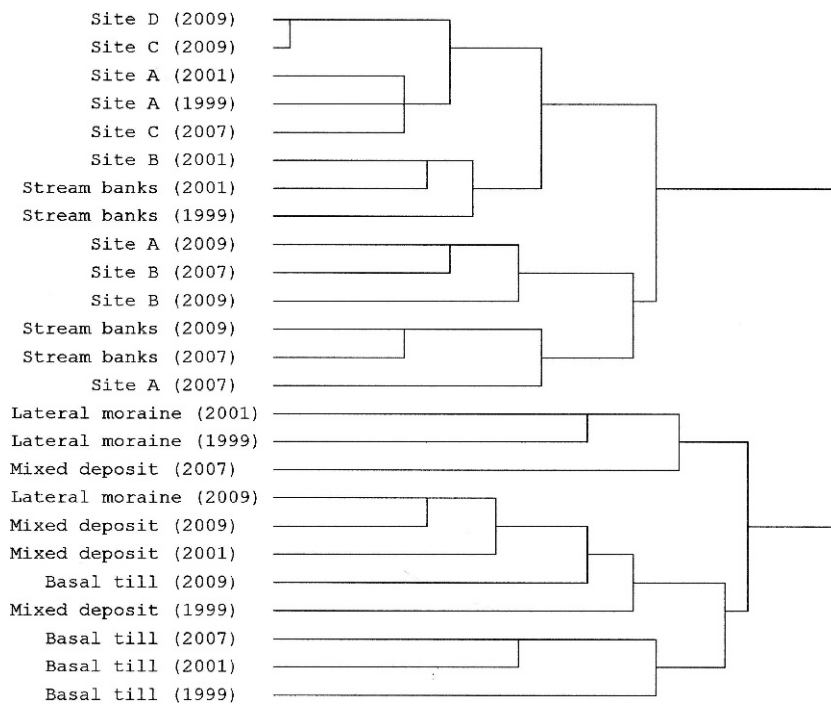 Site D (2009)
Site C (2009)
Site A (2001)
Site A (1999)
Site C (2007)
Site B (2001)
Stream banks (2001)
Stream banks (1999)
Site A (2009)
Site B (2007)
Site B (2009)
Stream banks (2009)
Stream banks (2007)
Site A (2007)
Lateral moraine (2001)
Lateral moraine (1999)
Mixed deposit (2007)
Lateral moraine (2009)
Mixed deposit (2009)
Mixed deposit (2001)
Basal till (2009)
Mixed deposit (1999)
Basal till (2007)
Basal till (2001)
Basal till (1999)